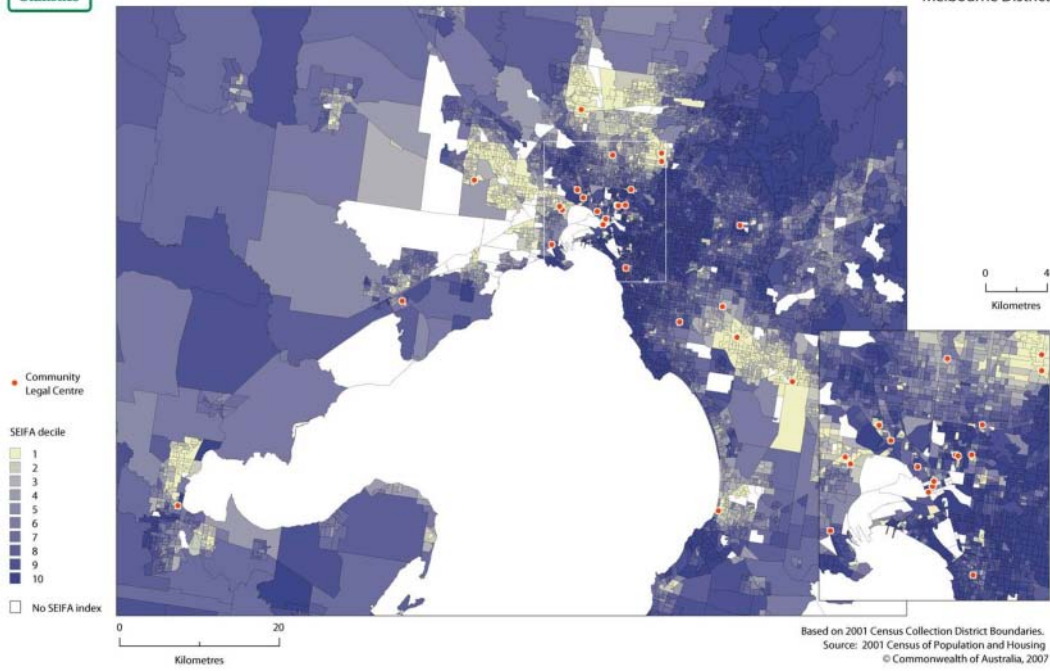 Community
Legal Centre
SEIFA decile
1
2
3
4
5
6
7
8
9
10
No SEIFA index
0 20
Kilometres
0 4
Kilometres
Based on 2001 Census Collection District Boundaries.
Source: 2001 Census of Population and Housing
© Commonwealth of Australia, 2007